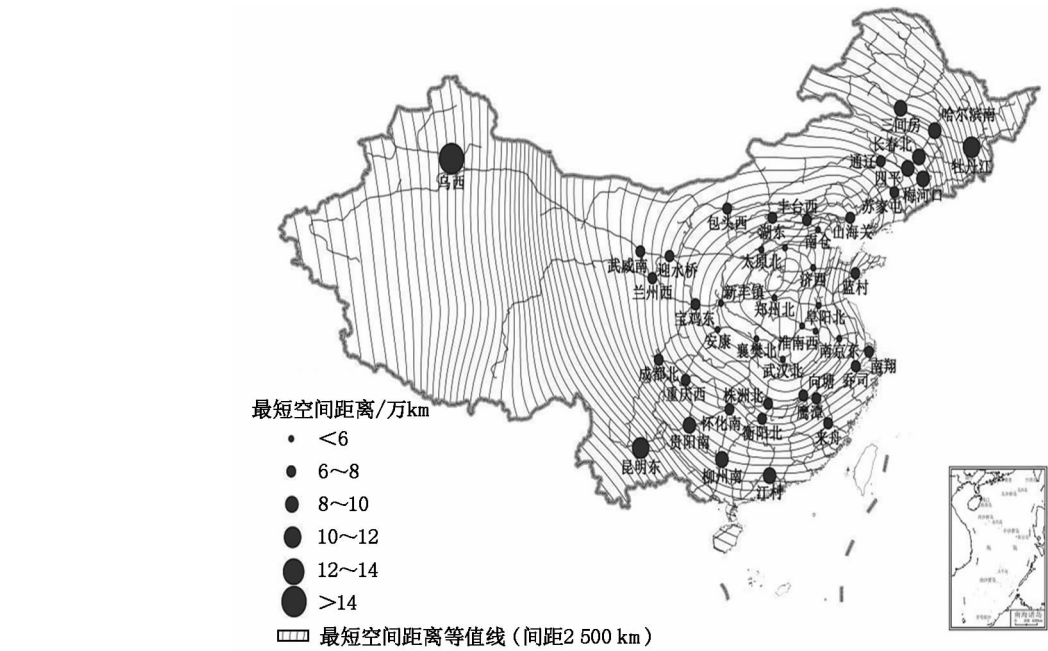 三间房
哈尔滨南
长春北
牡丹江
通辽
四平
梅河口
苏家屯
乌西
包头西
丰台西
湖东
南仓
山海关
太原北
武威南
迎水桥
兰州西
济西
蓝村
新丰镇
郑州北
宝鸡东
阜阳北
安康
襄樊北
淮南西
南京东
南翔
武汉北
乔司
成都北
重庆西
株洲北
向塘
鹰潭
怀化南
衡阳北
来舟
贵阳南
昆明东
柳州南
江村
最短空间距离/万km
＜6
6～8
8～10
10～12
12～14
＞14
最短空间距离等值线(间距2 500 km)
南海诸岛